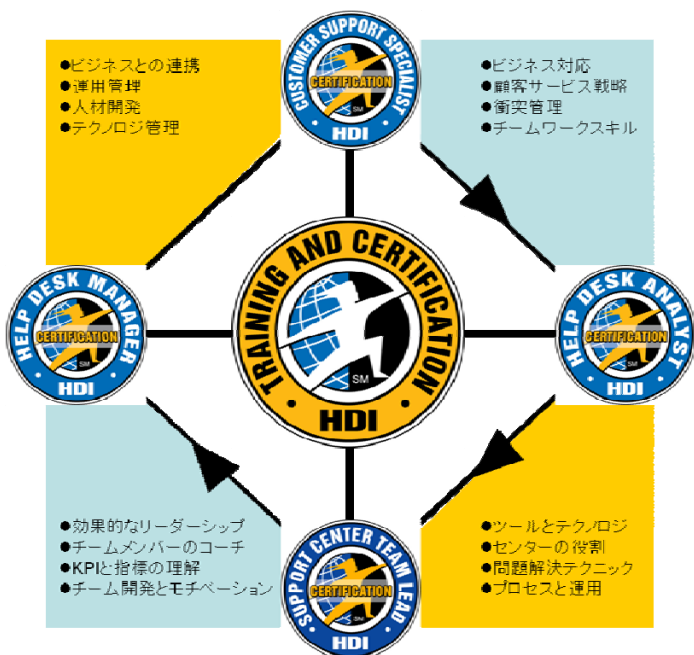 CUSTOMER SUPPORT SPECIALIST
CERTIFICATION
SM
HDI
●ビジネスとの連携
●運用管理
●人材開発
●テクノロジ管理
●ビジネス対応
●顧客サービス戦略
●衝突管理
●チームワークスキル
HELP DESK MANAGER
CERTIFICATION
SM
HDI
TRAINING AND CERTIFICATION
SM
HDI
HELP DESK ANALYST
CERTIFICATION
SM
HDI
●効果的なリーダーシップ
●チームメンバーのコーチ
●KPIと指標の理解
●チーム開発とモチベーション
●ツールとテクノロジ
●センターの役割
●問題解決テクニック
●プロセスと運用
SUPPORT CENTER TEAM LEAD
CERTIFICATION
SM
HDI